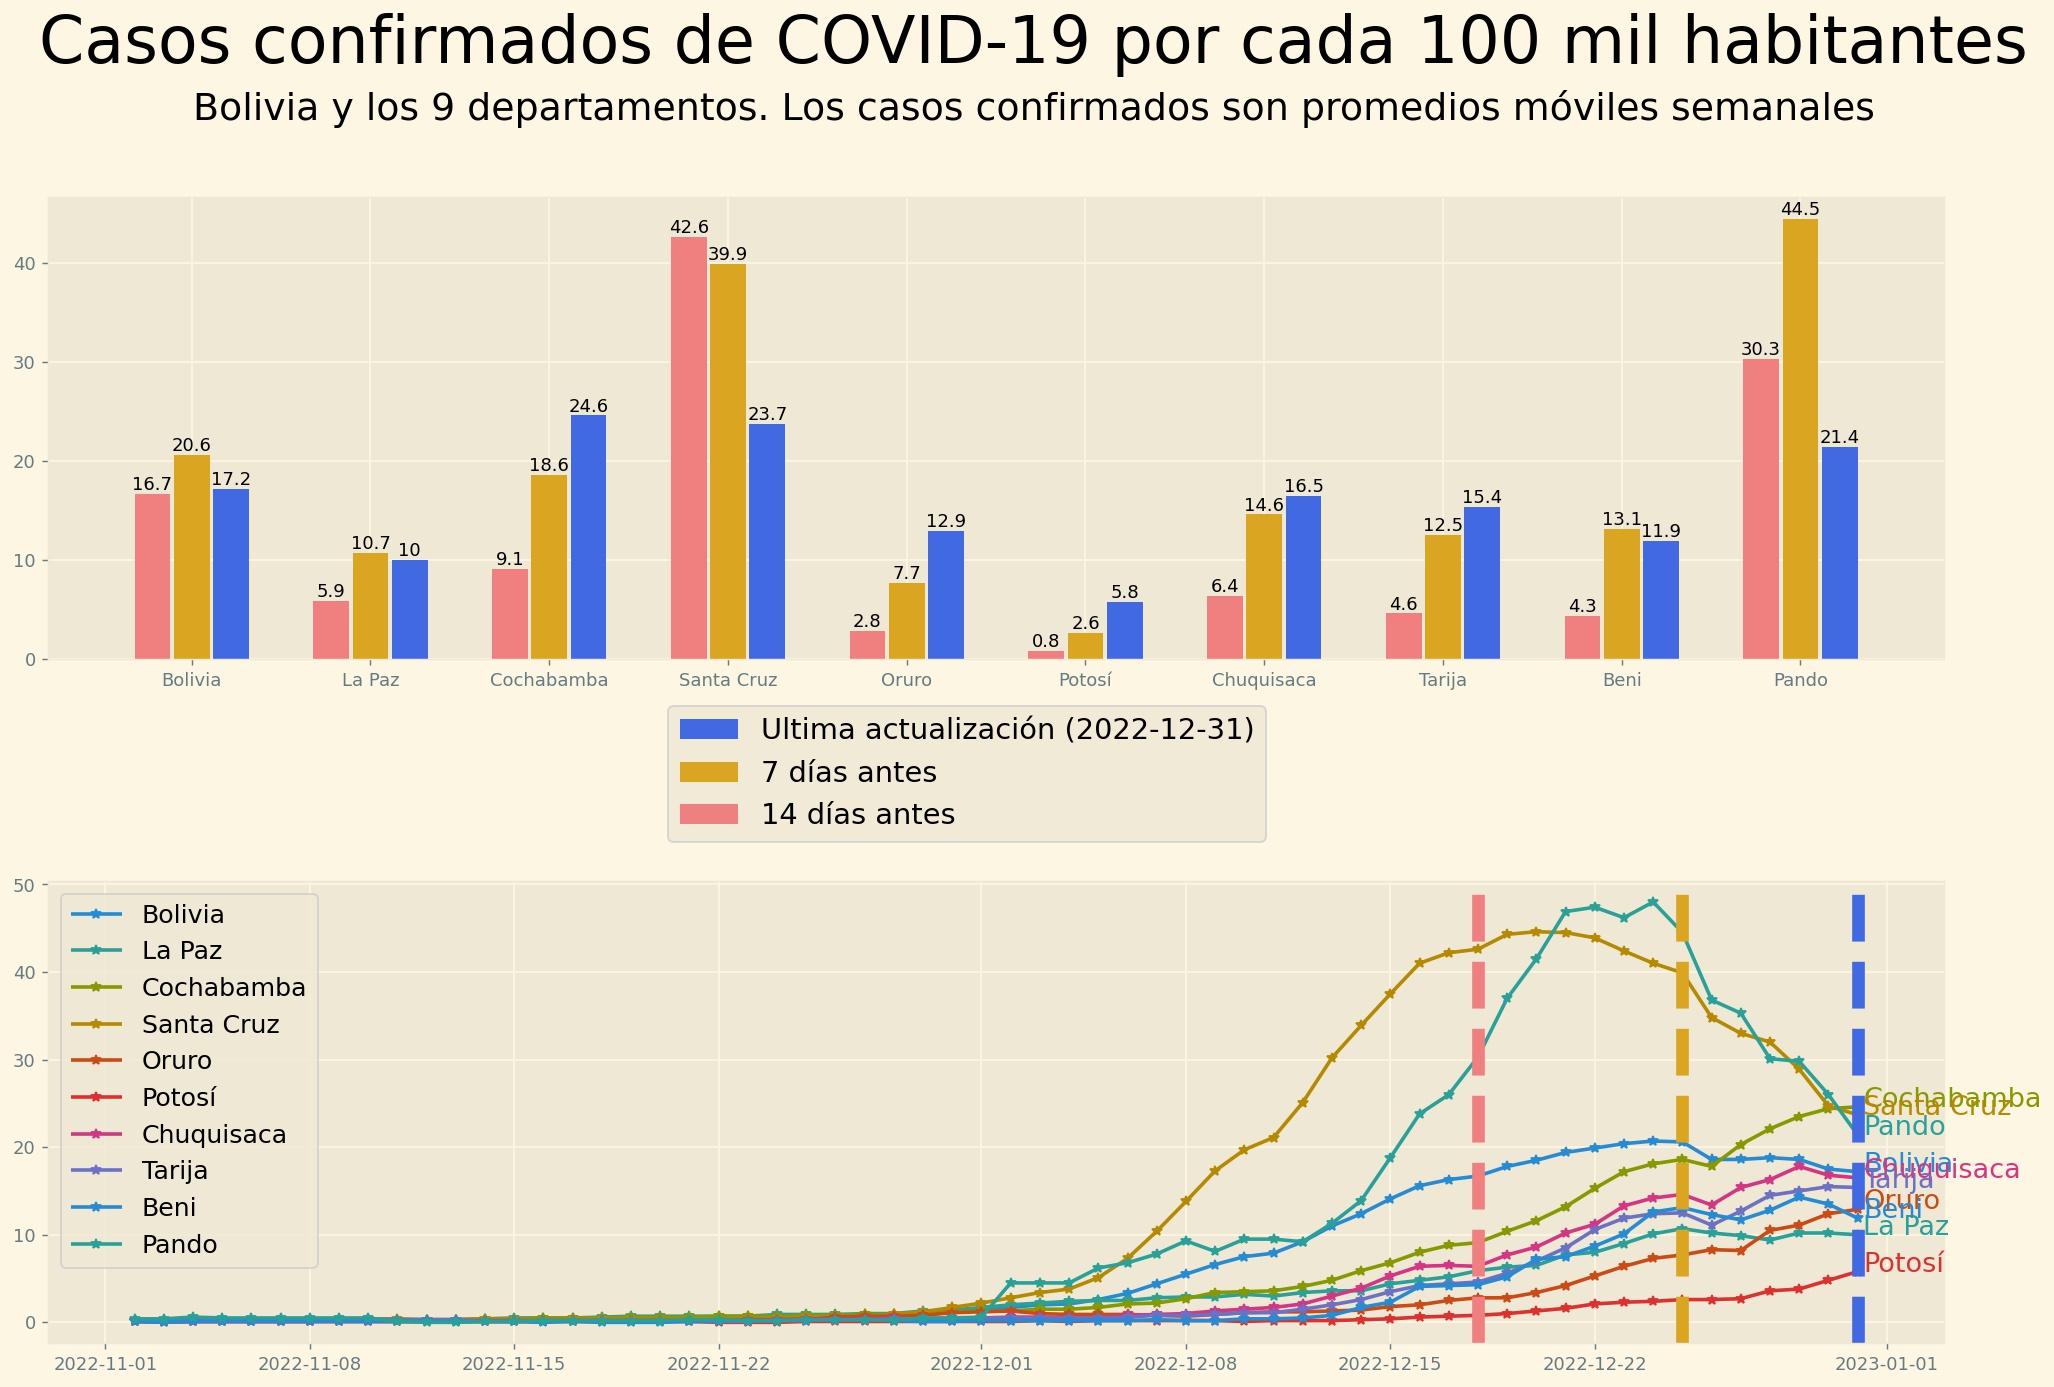 Casos confirmados de COVID-19 por cada 100 mil habitantes
Bolivia y los 9 departamentos. Los casos confirmados son promedios móviles semanales
40
30
20
10
0
16.7 20.6 17.2
5.9 10.7 10
9.1 18.6 24.6
42.6 39.9 23.7
2.8 7.7 12.9
0.8 2.6 5.8
6.4 14.6 16.5
4.6 12.5 15.4
4.3 13.1 11.9
30.3 44.5 21.4
Bolivia La Paz Cochabamba Santa Cruz Oruro Potosí Chuquisaca Tarija Beni Pando
Ultima actualización (2022-12-31)
7 días antes
14 días antes
50
40
30
20
10
0
Bolivia
La Paz
Cochabamba
Santa Cruz
Oruro
Potosí
Chuquisaca
Tarija
Beni
Pando
Cochabamba
Santa Cruz
Pando
Bolivia
Chuquisaca
Tarija
Oruro
Beni
La Paz
Potosí
2022-11-01 2022-11-08 2022-11-15 2022-11-22 2022-12-01 2022-12-08 2022-12-15 2022-12-22 2023-01-01